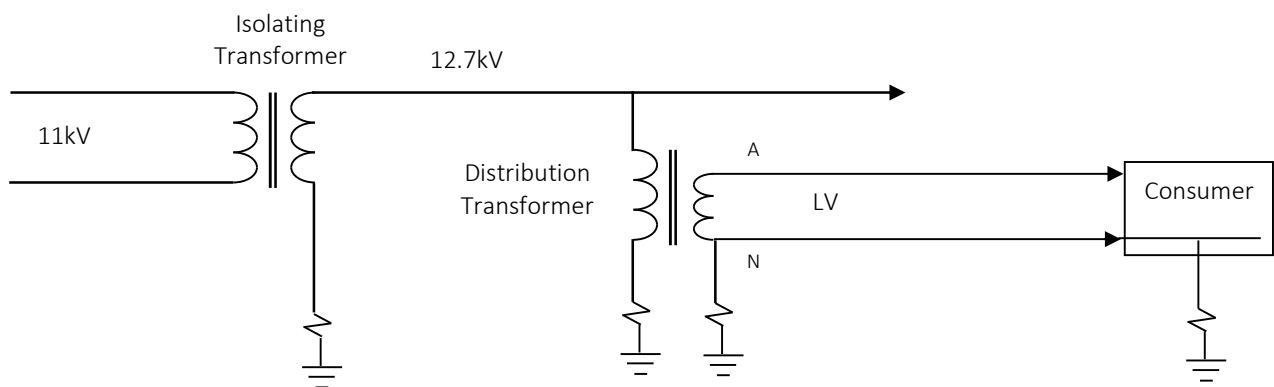 Isolating
Transformer
12.7kV
11kV
Distribution
Transformer
A
LV
N
Consumer